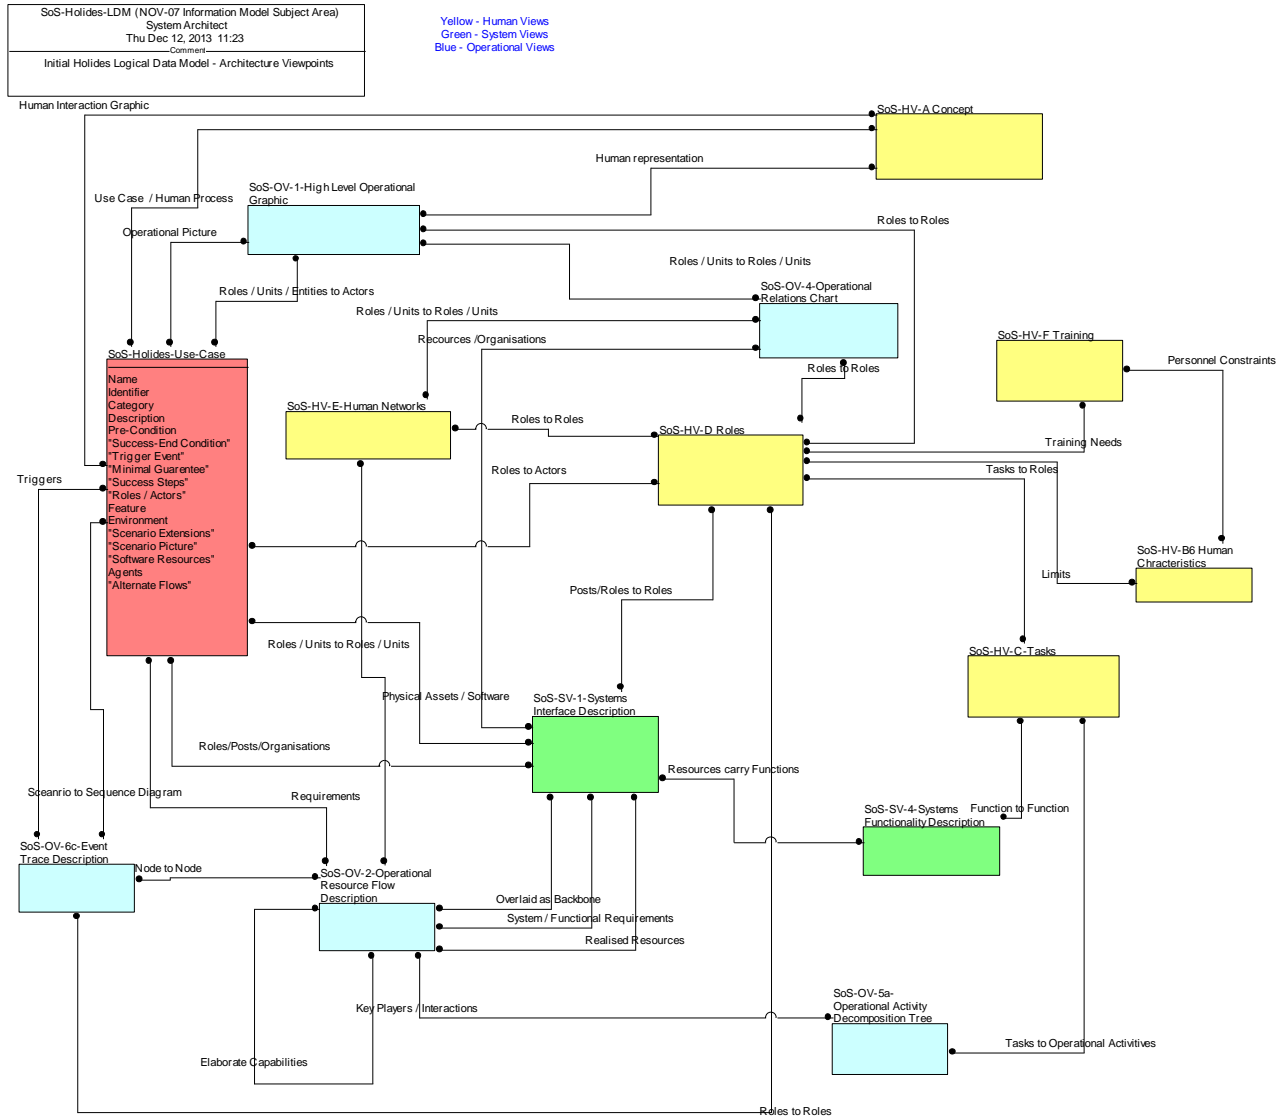 SoS-Holides-LDM (NOV-07 Information Model Subject Area)
System Architect
Thu Dec 12, 2013 11:23
Comment
Initial Holides Logical Data Model - Architecture Viewpoints
Yellow - Human Views
Green - System Views
Blue - Operational Views
Human Interaction Graphic
SoS-HV-A Concept
Human representation
SoS-OV-1-High Level Operational
Graphic
Use Case / Human Process
Roles to Roles
Operational Picture
Roles / Units to Roles / Units
SoS-OV-4-Operational
Relations Chart
Roles / Units / Entities to Actors
Roles / Units to Roles / Units
Recources /Organisations
SoS-HV-F Training
SoS-Holides-Use-Case
Personnel Constraints
Roles to Roles
Name
Identifier
Category
Description
Pre-Condition
"Success-End Condition"
"Trigger Event"
"Minimal Guarentee"
"Success Steps"
"Roles / Actors"
Feature
Environment
"Scenario Extensions"
"Scenario Picture"
"Software Resources"
Agents
"Alternate Flows"
SoS-HV-E-Human Networks
Roles to Roles
SoS-HV-D Roles
Training Needs
Triggers
Roles to Actors
Tasks to Roles
SoS-HV-B6 Human
Chracteristics
Limits
Posts/Roles to Roles
Roles / Units to Roles / Units
SoS-HV-C-Tasks
Physical Assets / Software
SoS-SV-1-Systems
Interface Description
Roles/Posts/Organisations
Resources carry Functions
Sceanrio to Sequence Diagram
Requirements
SoS-SV-4-Systems
Functionality Description
Function to Function
SoS-OV-6c-Event
Trace Description
Node to Node
SoS-OV-2-Operational
Resource Flow
Description
Overlaid as Backbone
System / Functional Requirements
Realised Resources
SoS-OV-5a-
Operational Activity
Decomposition Tree
Key Players / Interactions
Tasks to Operational Activitives
Elaborate Capabilities
Roles to Roles